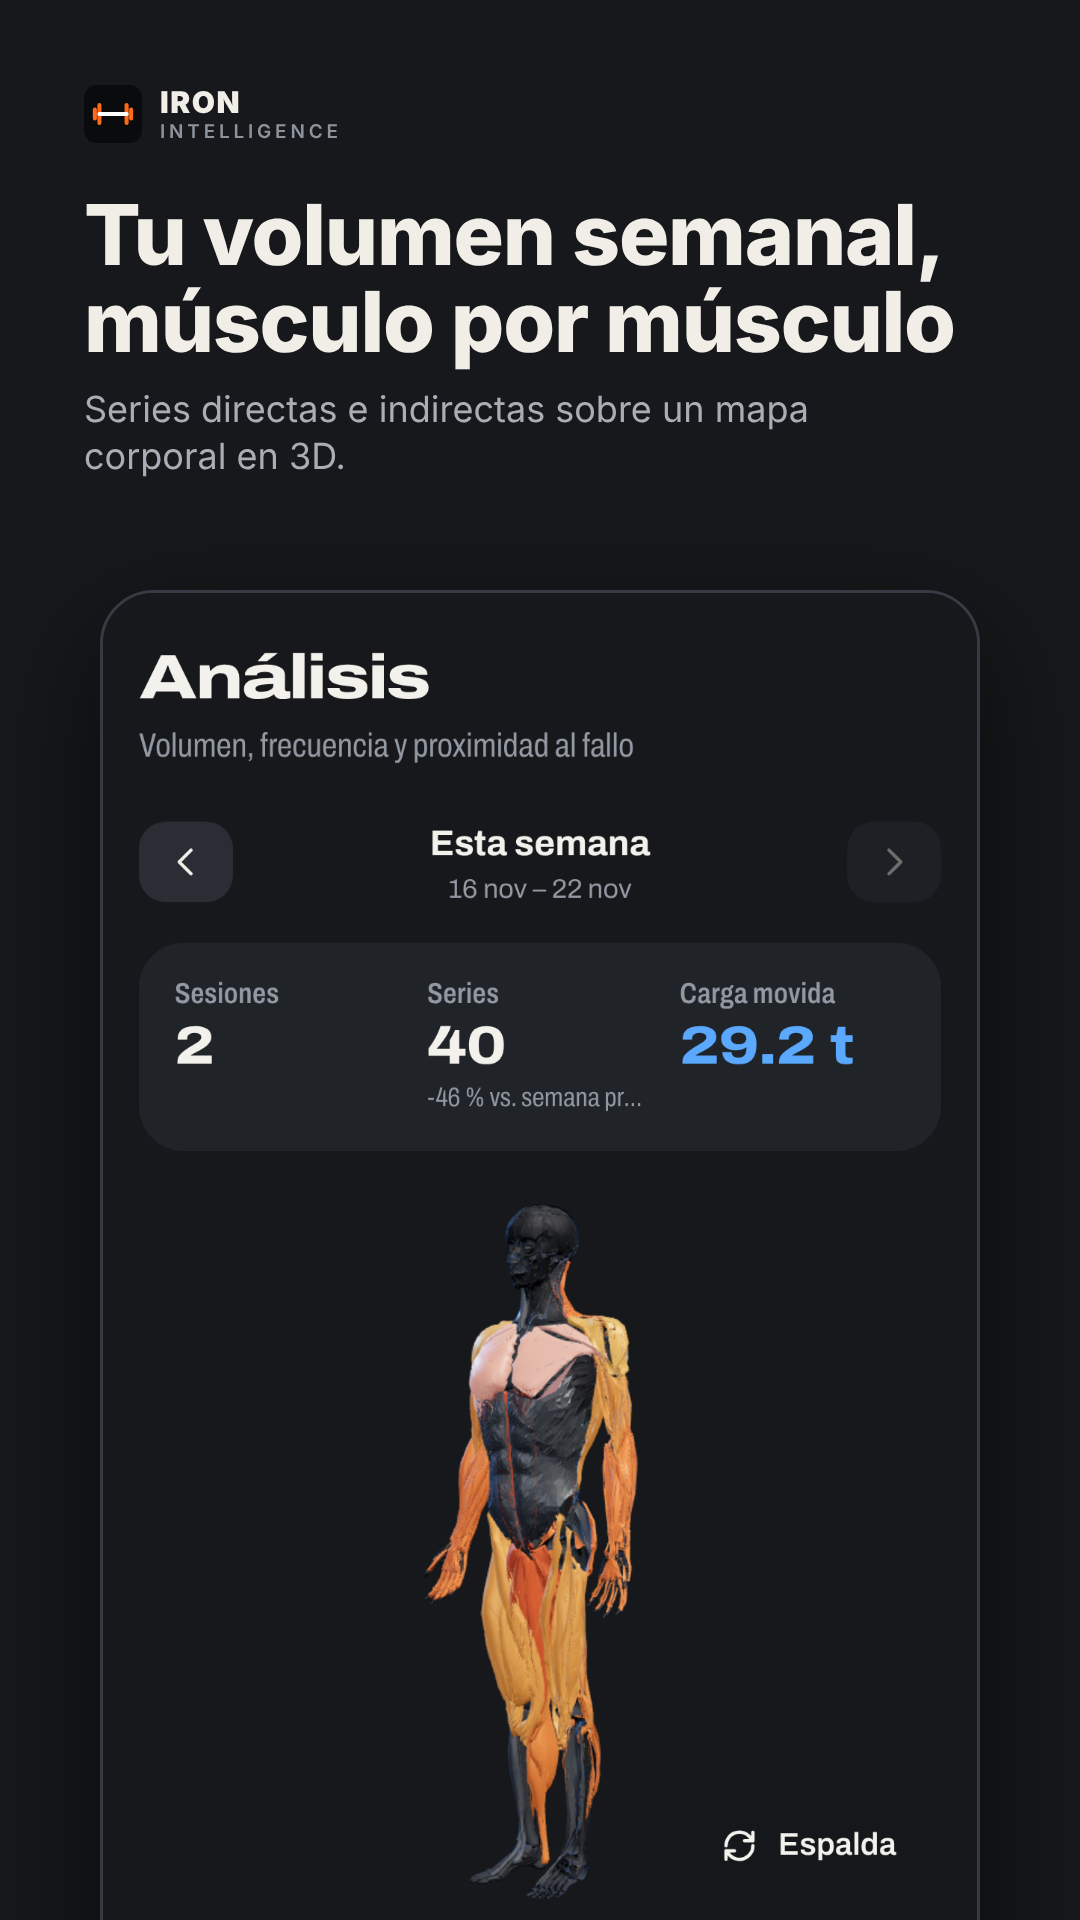 IRON
INTELLIGENCE
Tu volumen semanal,
músculo por músculo
Series directas e indirectas sobre un mapa
corporal en 3D.
Análisis
Volumen, frecuencia y proximidad al fallo
Esta semana
16 nov – 22 nov
Sesiones
2
Series
40
-46 % vs. semana pr...
Carga movida
29.2 t
Espalda